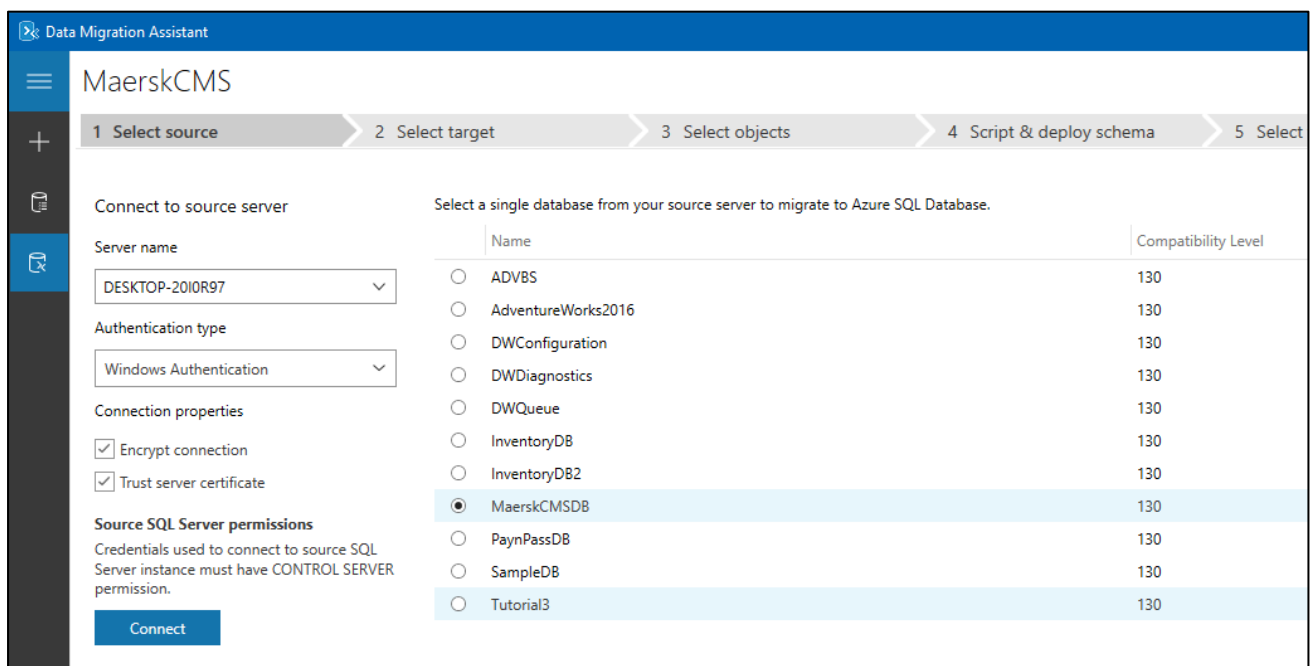 Data Migration Assistant
MaerskCMS
1 Select source
2 Select target
3 Select objects
4 Script & deploy schema
5 Select
Connect to source server
Server name
DESKTOP-20I0R97
Authentication type
Windows Authentication
Connection properties
Encrypt connection
Trust server certificate
Source SQL Server permissions
Credentials used to connect to source SQL
Server instance must have CONTROL SERVER
permission.
Connect
Select a single database from your source server to migrate to Azure SQL Database.
Name Compatibility Level
ADVBS 130
AdventureWorks2016 130
DWConfiguration 130
DWDiagnostics 130
DWQueue 130
InventoryDB 130
InventoryDB2 130
MaerskCMSDB 130
PaynPassDB 130
SampleDB 130
Tutorial3 130